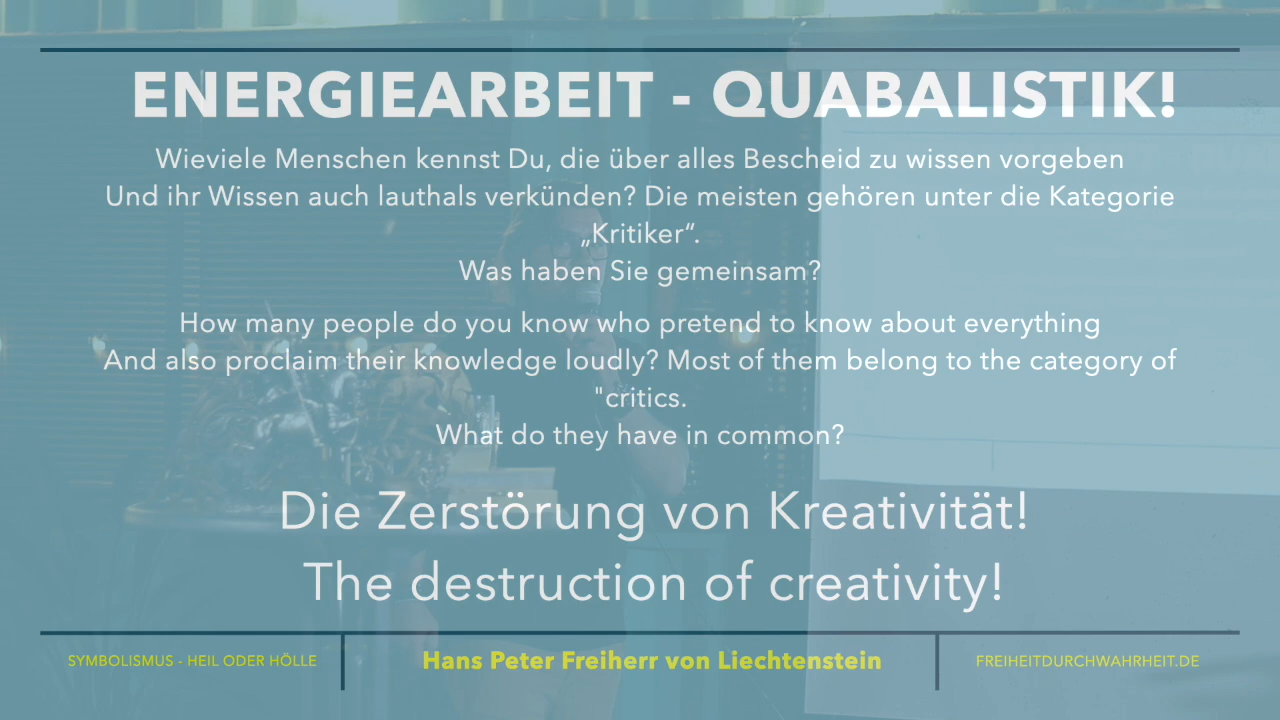 ENERGIEARBEIT - QUABALISTIK!
Wieviele Menschen kennst Du, die über alles Bescheid zu wissen vorgeben
Und ihr Wissen auch lauthals verkünden? Die meisten gehören unter die Kategorie
„Kritiker“.
Was haben Sie gemeinsam?
How many people do you know who pretend to know about everything
And also proclaim their knowledge loudly? Most of them belong to the category of
"critics.
What do they have in common?
Die Zerstörung von Kreativität!
The destruction of creativity!
SYMBOLISMUS - HEIL ODER HÖLLE
Hans Peter Freiherr von Liechtenstein
FREIHEITDURCHWAHRHEIT.DE